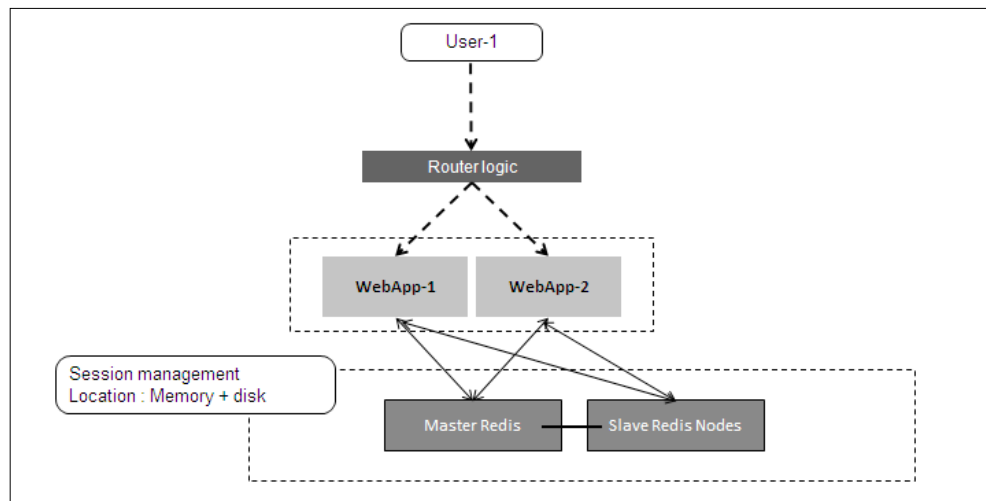 User-1
Router logic
WebApp-1
WebApp-2
Session management
Location : Memory + disk
Master Redis
Slave Redis Nodes